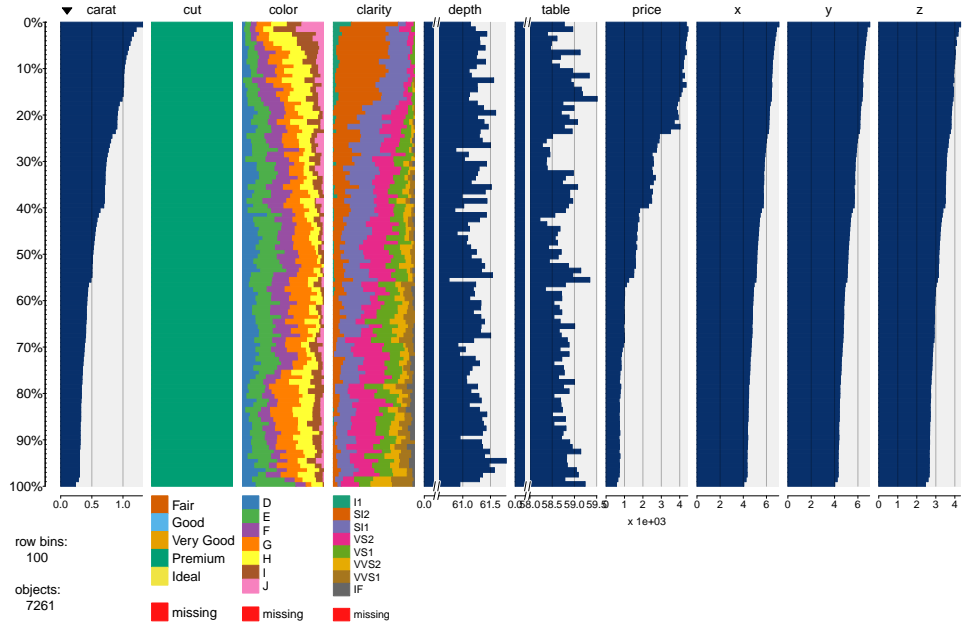 carat cut color clarity depth table price x y z
0%
10%
20%
30%
40%
50%
60%
70%
80%
90%
100%
0.0 0.5 1.0
0.0 61.0 61.5
0.0 58.0 58.5 59.0 59.5
0 1 2 3 4
0 2 4 6
0 2 4 6
0 1 2 3 4
x 1e+03
row bins:
100
objects:
7261
Fair
Good
Very Good
Premium
Ideal
missing
D
E
F
G
H
I
J
missing
I1
SI2
SI1
VS2
VS1
VVS2
VVS1
IF
missing